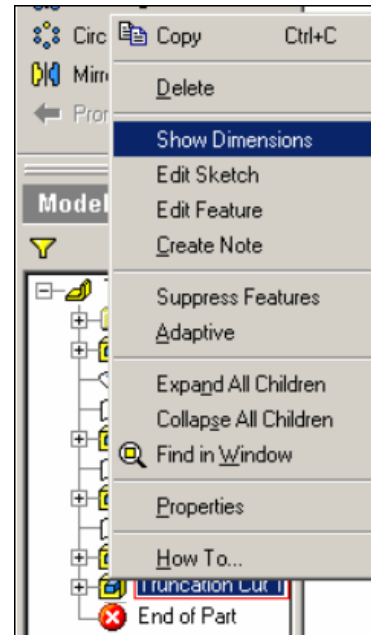 Circ
Mirr
Pror
Model
Copy Ctrl+C
Delete
Show Dimensions
Edit Sketch
Edit Feature
Create Note
Suppress Features
Adaptive
Expand All Children
Collapse All Children
Find in Window
Properties
How To...
Truncation Cut 1
End of Part